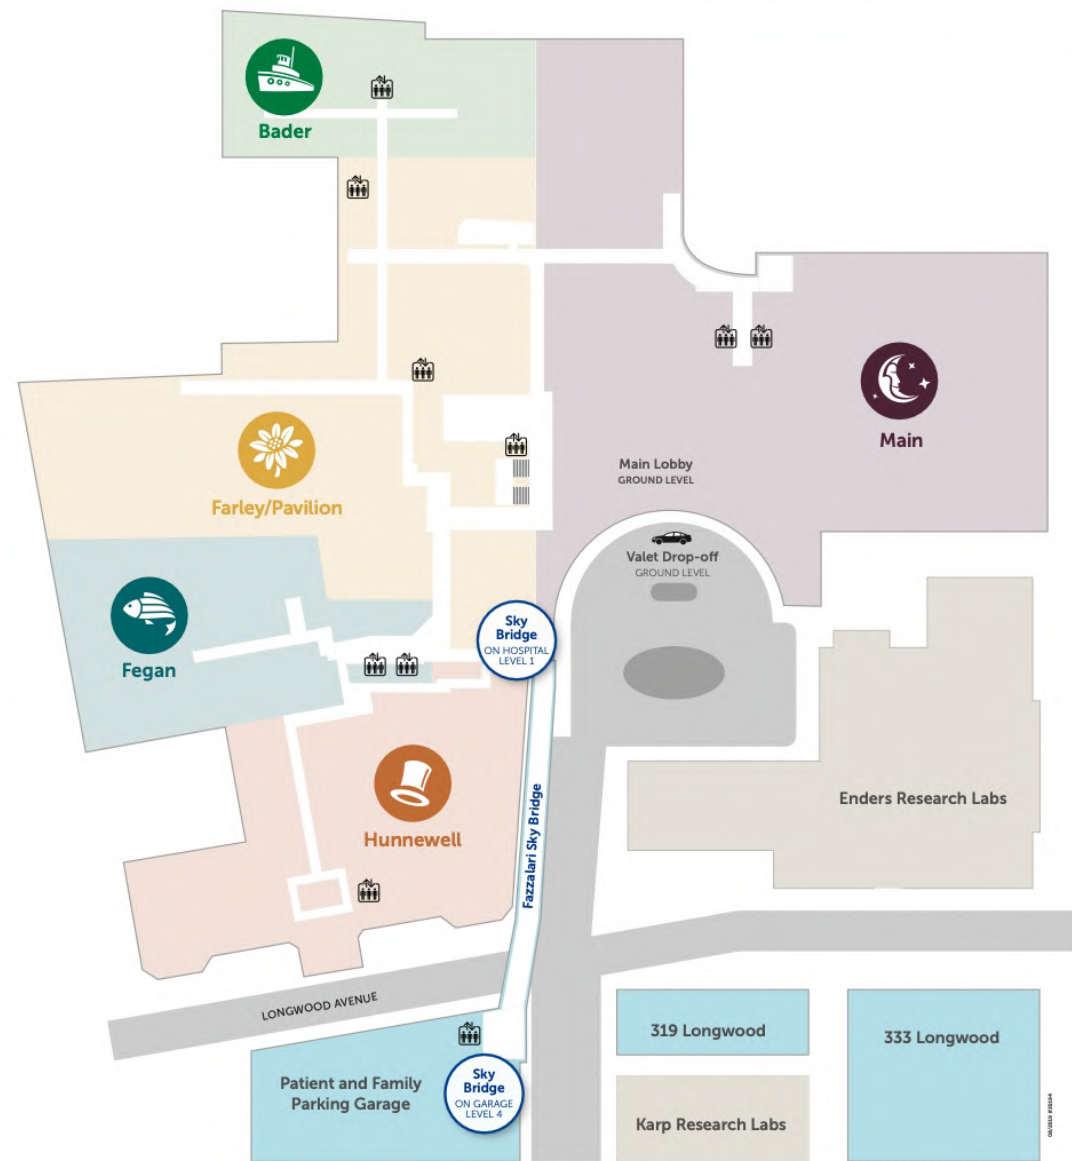 Bader
Main
Main Lobby
GROUND LEVEL
Farley/Pavilion
Valet Drop-off
GROUND LEVEL
Fegan
Sky
Bridge
ON HOSPITAL
LEVEL 1
Hunnewell
Fazzalari Sky Bridge
Enders Research Labs
LONGWOOD AVENUE
319 Longwood
333 Longwood
Patient and Family
Parking Garage
Sky
Bridge
ON GARAGE
LEVEL 4
Karp Research Labs